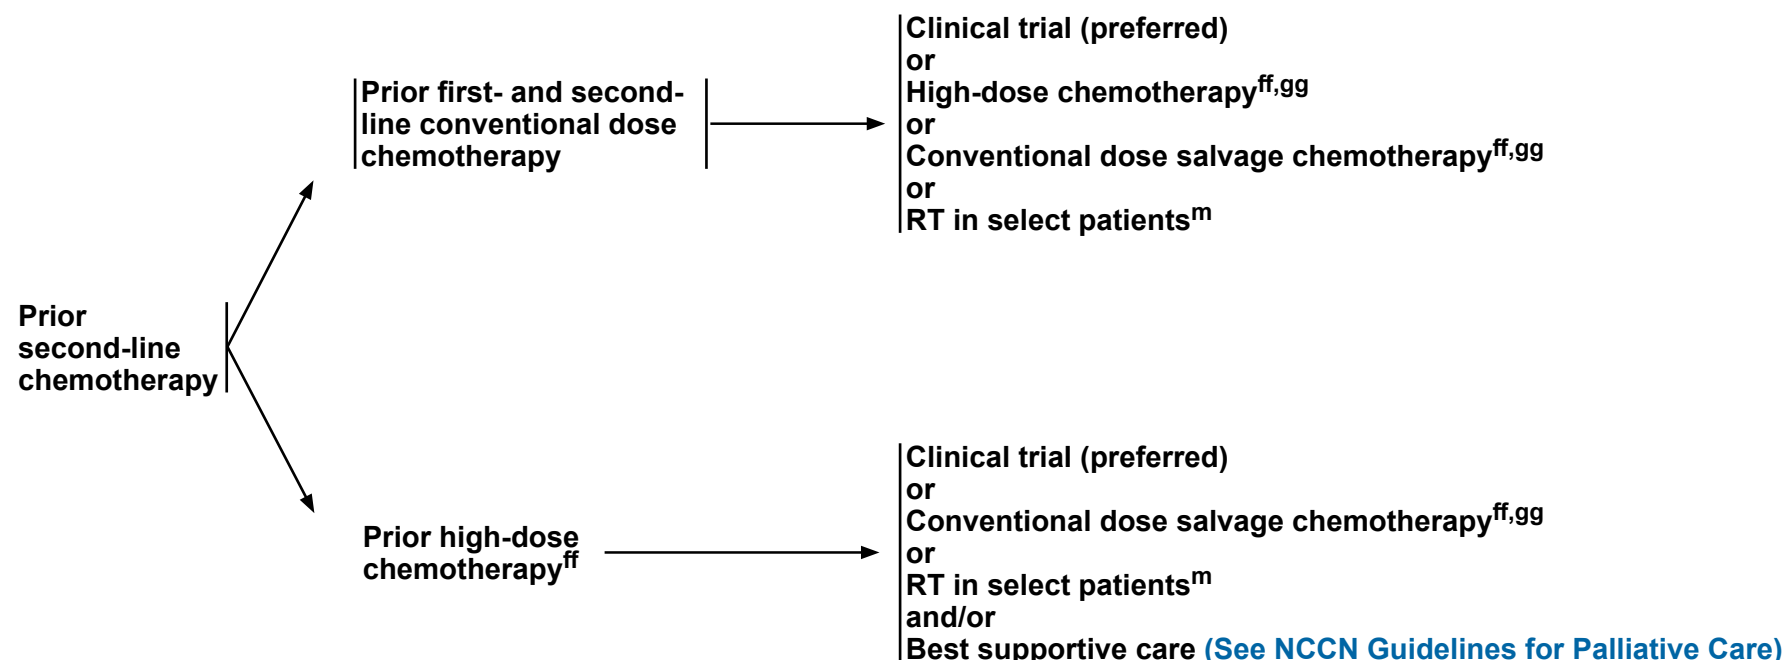 Prior
second-line
chemotherapy
Prior first- and second-
line conventional dose
chemotherapy
Clinical trial (preferred)
or
High-dose chemotherapyff,gg
or
Conventional dose salvage chemotherapyff,gg
or
RT in select patientsm
Prior high-dose
chemotherapyff
Clinical trial (preferred)
or
Conventional dose salvage chemotherapyff,gg
or
RT in select patientsm
and/or
Best supportive care (See NCCN Guidelines for Palliative Care)